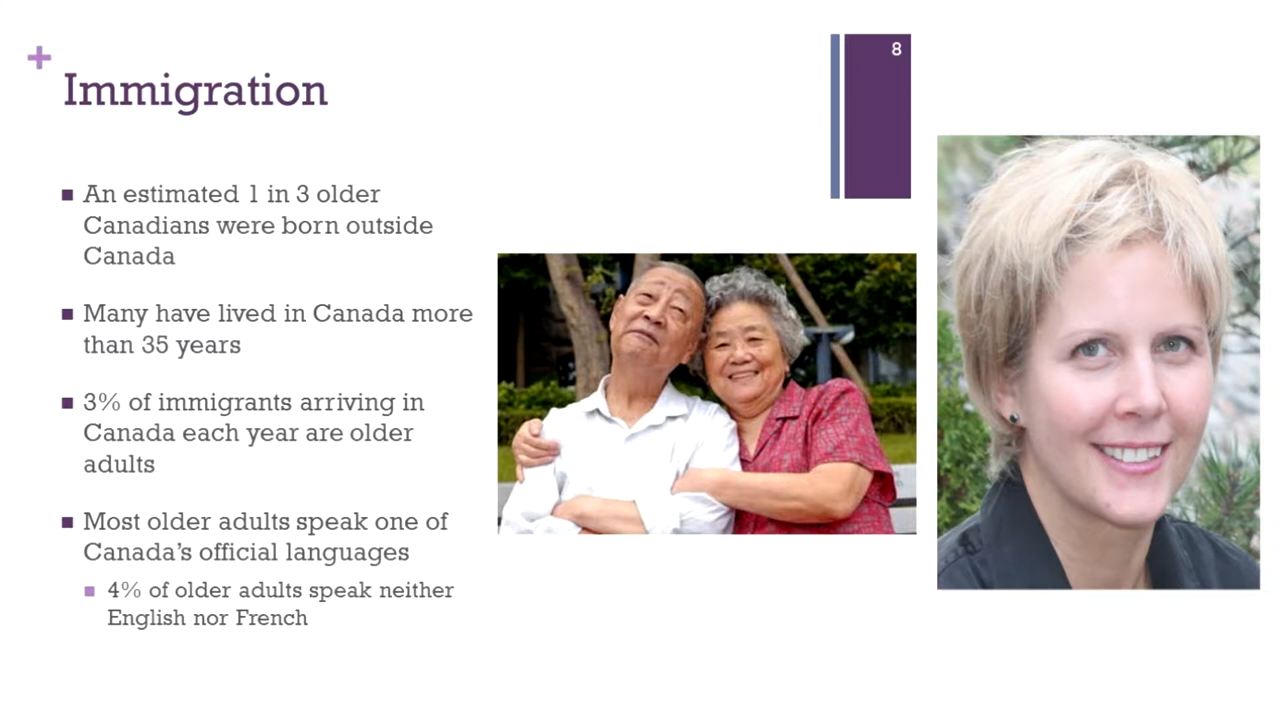 +
Immigration
8
■ An estimated 1 in 3 older
Canadians were born outside
Canada
■ Many have lived in Canada more
than 35 years
■ 3% of immigrants arriving in
Canada each year are older
adults
■ Most older adults speak one of
Canada’s official languages
■ 4% of older adults speak neither
English nor French